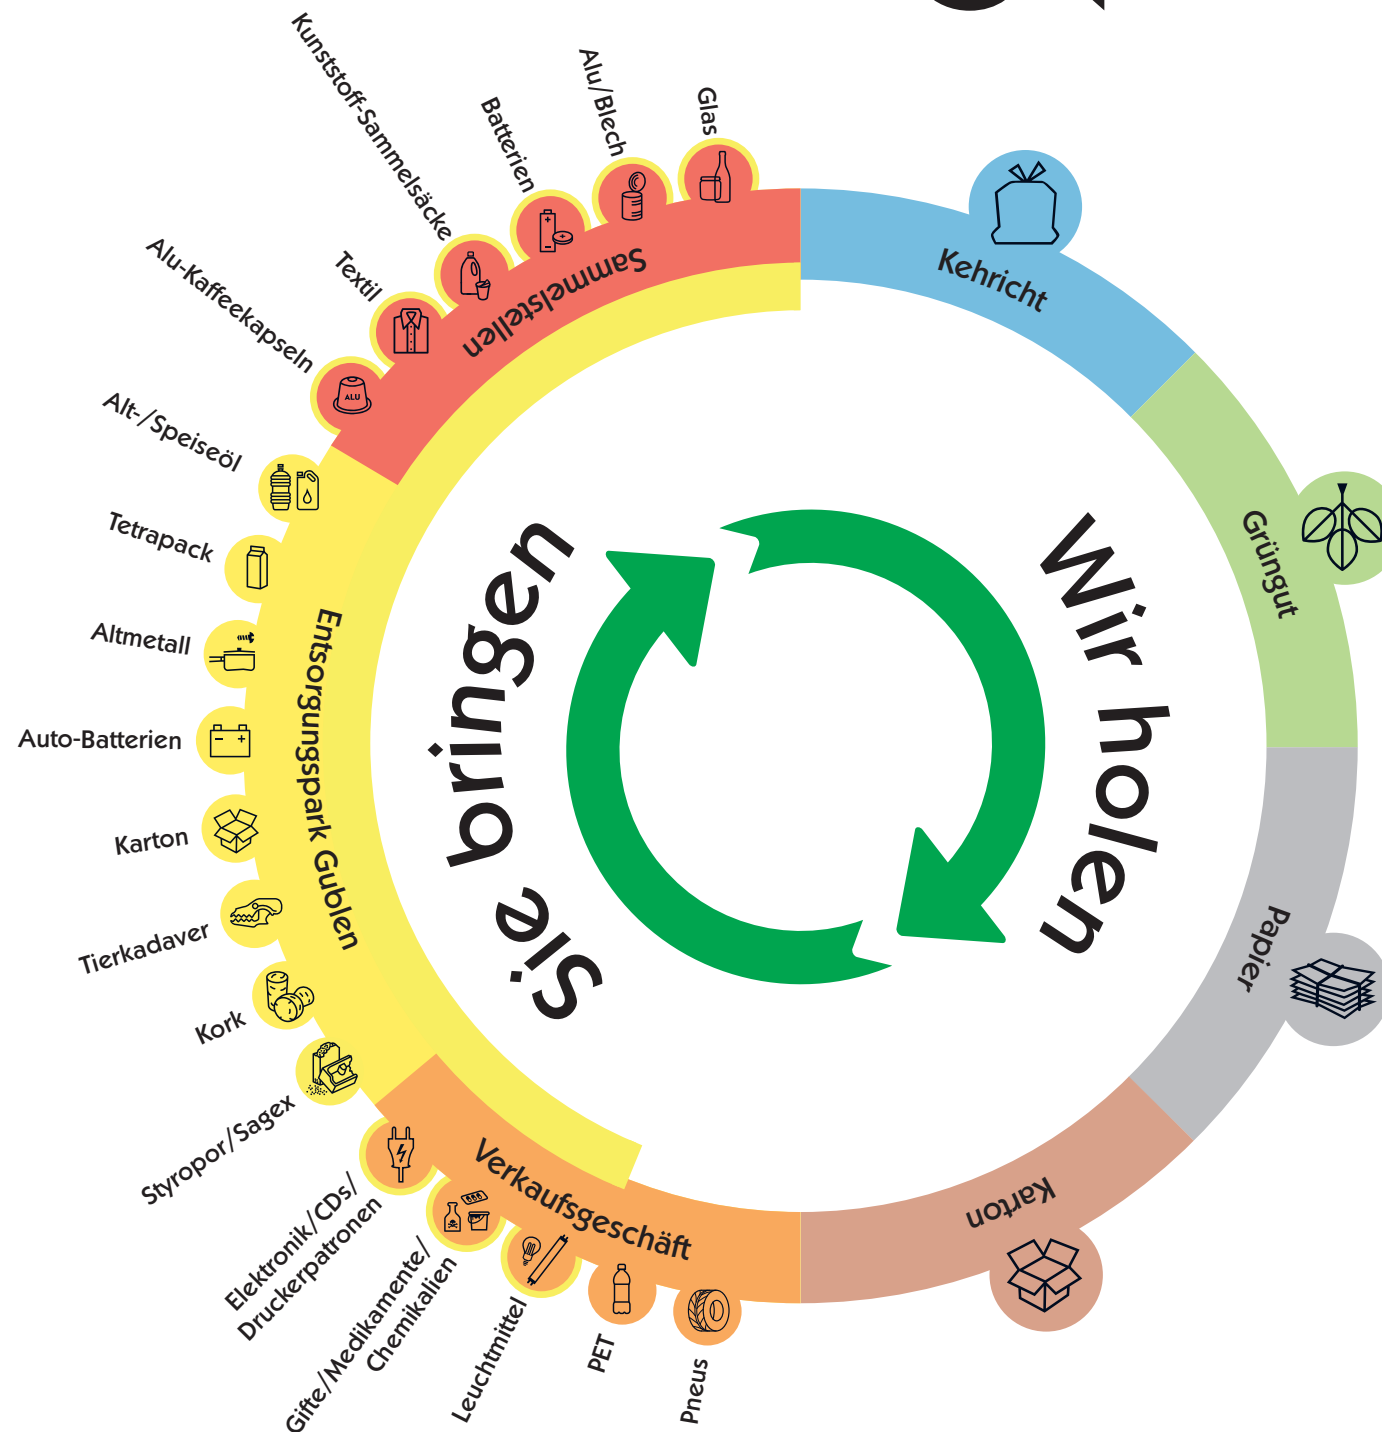 Glas
Alu/Blech
Batterien
Kunststoff-Sammelsäcke
Textil
Alu-Kaffeekapseln
ALU
Sammelstellen
Alt-/Speiseöl
Tetrapack
Altmetall
Auto-Batterien
Karton
Tierkadaver
Kork
Styropor/Sagex
Entsorgungspark Gublen
Elektronik/CDs/
Druckerpatronen
Gifte/Medikamente/
Chemikalien
Leuchtmittel
PET
Pneus
Verkaufsgeschäft
Sie bringen
Wir holen
Kehricht
Grüngut
Papier
Karton